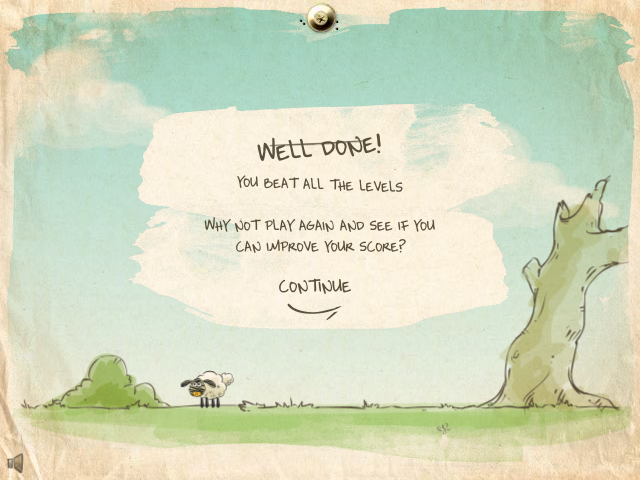 WELL DONE!
YOU BEAT ALL THE LEVELS
WHY NOT PLAY AGAIN AND SEE IF YOU
CAN IMPROVE YOUR SCORE?
CONTINUE